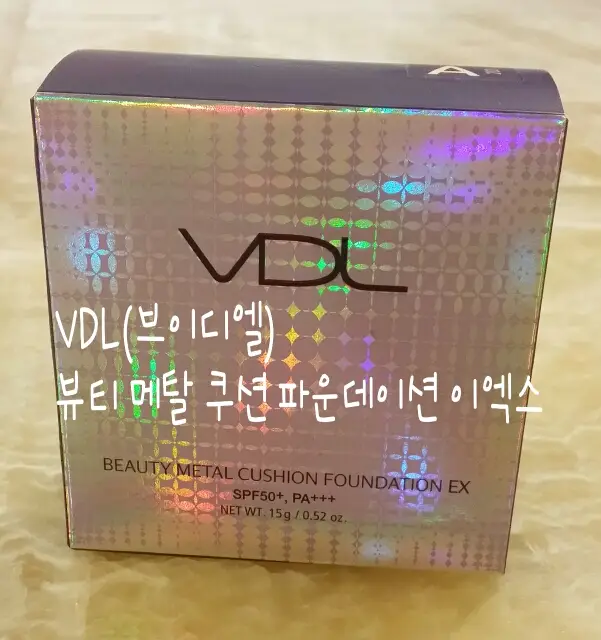 A
VDL
VDL(브이디엘)
뷰티 메탈 쿠션 파운데이션 이엑스
BEAUTY METAL CUSHION FOUNDATION EX
SPF50+, PA+++
NET WT. 15g / 0.52 oz.